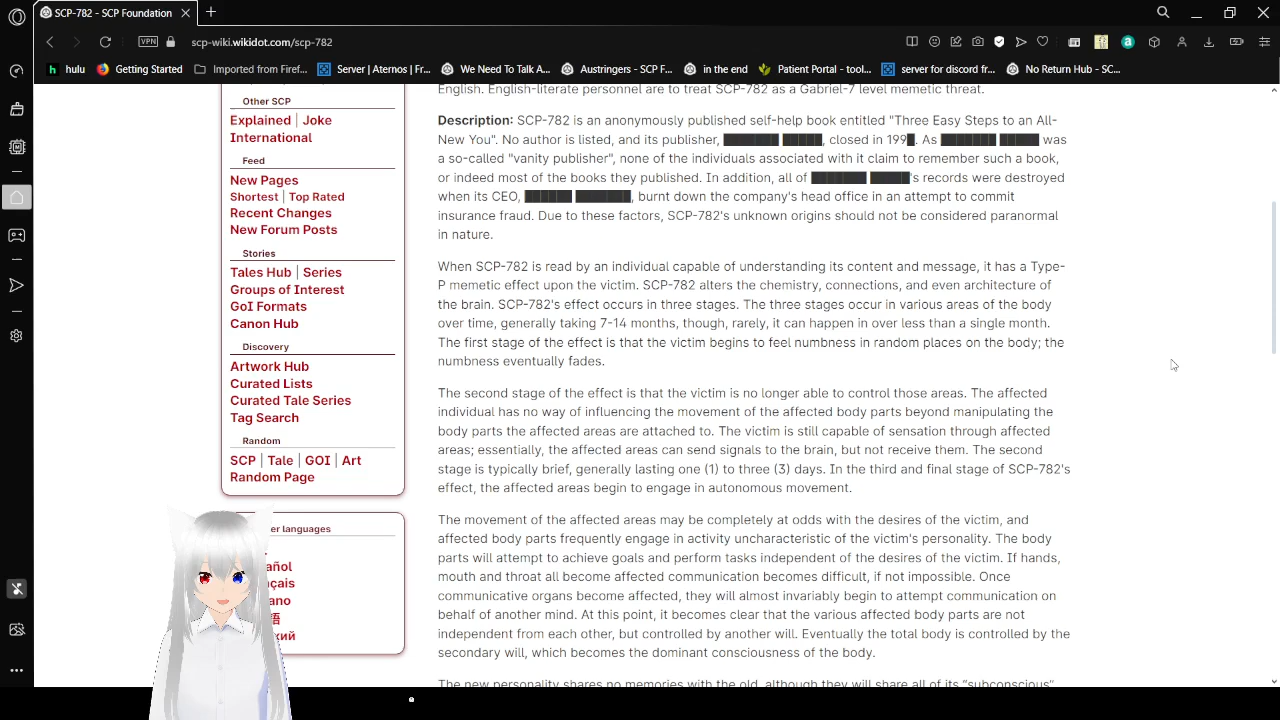 SCP-782 - SCP Foundation
VPN
scp-wiki.wikidot.com/scp-782
hulu
Getting Started
Imported from Firef...
Server | Aternos | Fr...
We Need To Talk A...
Austringers - SCP F...
in the end
Patient Portal - tool...
server for discord fr...
No Return Hub - SC...
Other SCP
Explained | Joke
International
Feed
New Pages
Shortest | Top Rated
Recent Changes
New Forum Posts
Stories
Tales Hub | Series
Groups of Interest
GoI Formats
Canon Hub
Discovery
Artwork Hub
Curated Lists
Curated Tale Series
Tag Search
Random
SCP | Tale | GOI | Art
Random Page
languages
English. English-literate personnel are to treat SCP-782 as a Gabriel-7 level memetic threat.
Description: SCP-782 is an anonymously published self-help book entitled "Three Easy Steps to an All-
New You". No author is listed, and its publisher, ███████ █████, closed in 199█. As ███████ █████ was
a so-called "vanity publisher", none of the individuals associated with it claim to remember such a book,
or indeed most of the books they published. In addition, all of ███████ █████'s records were destroyed
when its CEO, ██████ ███████, burnt down the company's head office in an attempt to commit
insurance fraud. Due to these factors, SCP-782's unknown origins should not be considered paranormal
in nature.
When SCP-782 is read by an individual capable of understanding its content and message, it has a Type-
P memetic effect upon the victim. SCP-782 alters the chemistry, connections, and even architecture of
the brain. SCP-782's effect occurs in three stages. The three stages occur in various areas of the body
over time, generally taking 7-14 months, though, rarely, it can happen in over less than a single month.
The first stage of the effect is that the victim begins to feel numbness in random places on the body; the
numbness eventually fades.
The second stage of the effect is that the victim is no longer able to control those areas. The affected
individual has no way of influencing the movement of the affected body parts beyond manipulating the
body parts the affected areas are attached to. The victim is still capable of sensation through affected
areas; essentially, the affected areas can send signals to the brain, but not receive them. The second
stage is typically brief, generally lasting one (1) to three (3) days. In the third and final stage of SCP-782's
effect, the affected areas begin to engage in autonomous movement.
The movement of the affected areas may be completely at odds with the desires of the victim, and
affected body parts frequently engage in activity uncharacteristic of the victim's personality. The body
parts will attempt to achieve goals and perform tasks independent of the desires of the victim. If hands,
mouth and throat all become affected communication becomes difficult, if not impossible. Once
communicative organs become affected, they will almost invariably begin to attempt communication on
behalf of another mind. At this point, it becomes clear that the various affected body parts are not
independent from each other, but controlled by another will. Eventually the total body is controlled by the
secondary will, which becomes the dominant consciousness of the body.
The new personality shares no memories with the old, although they will share all of its "subconscious"